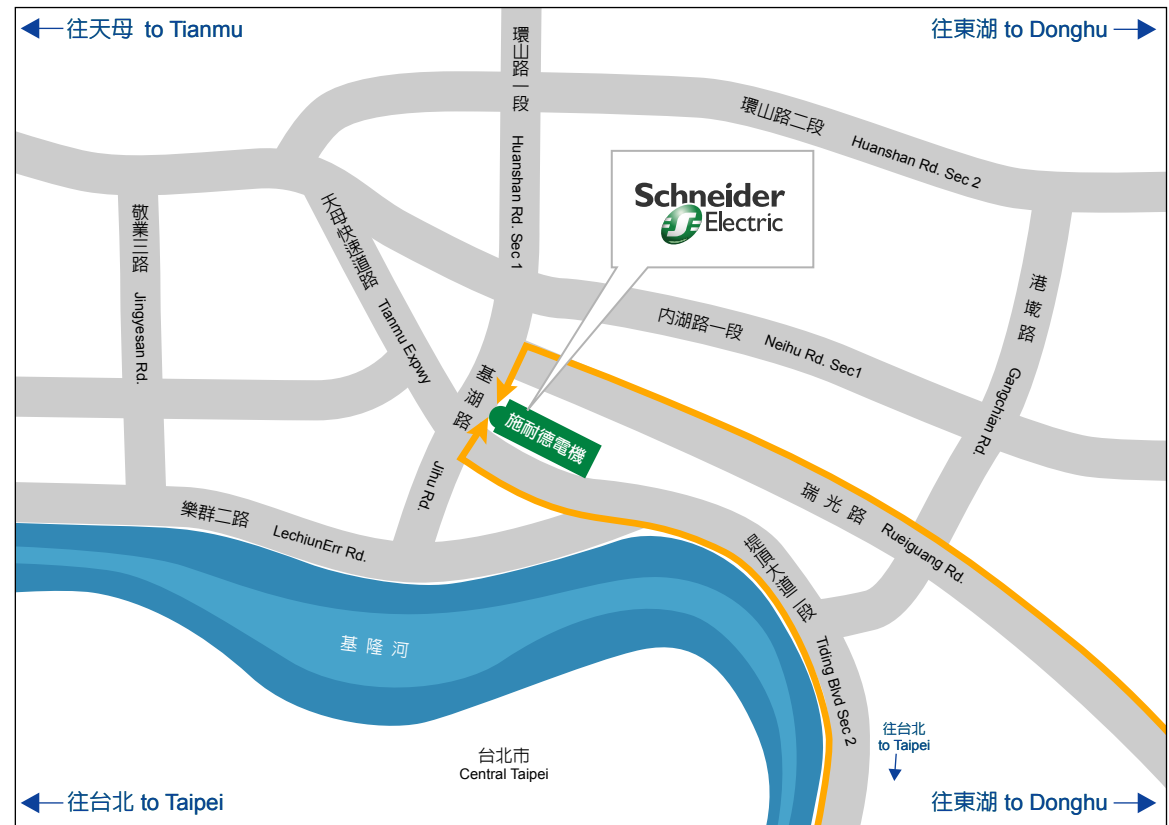 往天母 to Tianmu
往東湖 to Donghu
環山路一段 Huanshan Rd. Sec 1
環山路二段 Huanshan Rd. Sec 2
Schneider
Electric
敬業三路 Jingyesan Rd.
天母快速道路 Tianmu Expwy
港墘路 Gangchian Rd.
内湖路一段 Neihu Rd. Sec1
基湖路 Jihu Rd.
施耐德電機
瑞光路 Rueiguang Rd.
樂群二路 LechiunErr Rd.
堤頂大道二段 Tiding Blvd Sec 2
基隆河
台北市
Central Taipei
往台北
to Taipei
往台北 to Taipei
往東湖 to Donghu